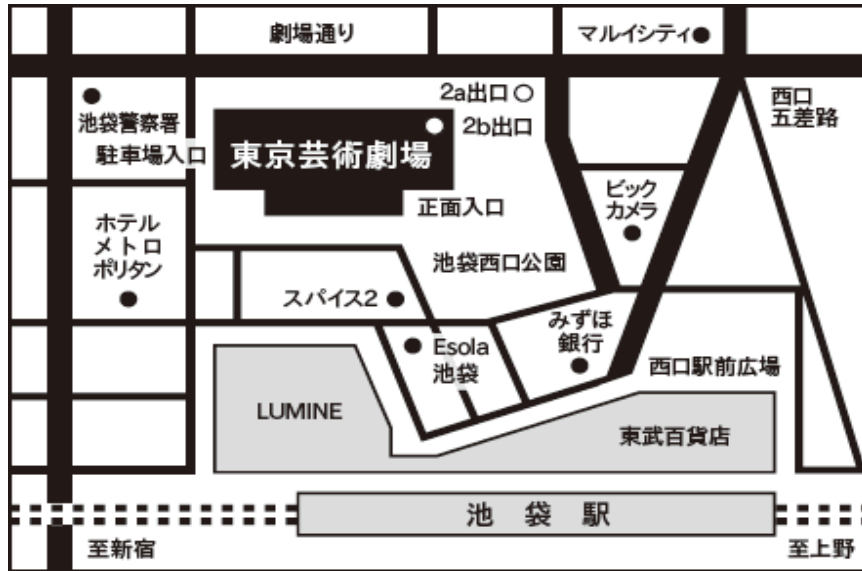 劇場通り
マルイシティ
2a出口
西口
五差路
池袋警察署
2b出口
駐車場入口
東京芸術劇場
ビック
カメラ
正面入口
ホテル
メトロ
ポリタン
池袋西口公園
スパイス2
みずほ
銀行
Esola
池袋
西口駅前広場
LUMINE
東武百貨店
池袋駅
至新宿
至上野